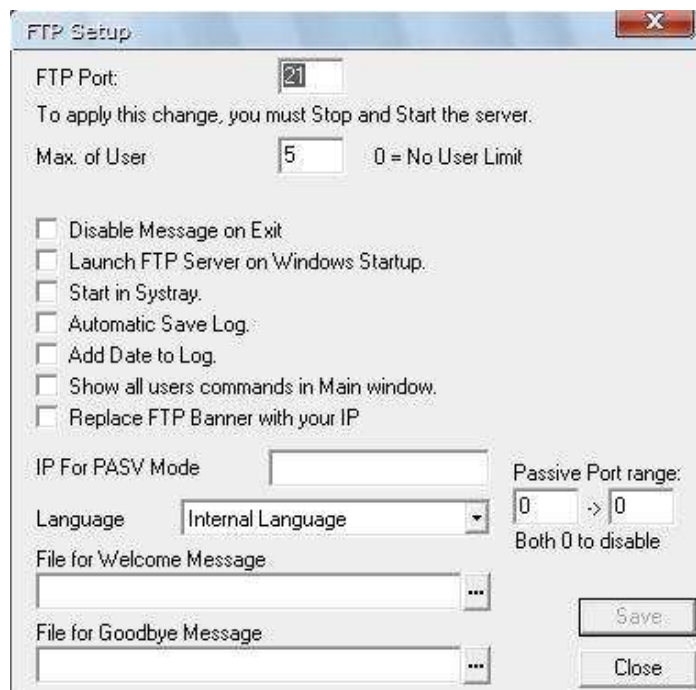 FTP Setup
X
FTP Port: 21
To apply this change, you must Stop and Start the server.
Max. of User 5 0 = No User Limit
Disable Message on Exit
Launch FTP Server on Windows Startup.
Start in Systray.
Automatic Save Log.
Add Date to Log.
Show all users commands in Main window.
Replace FTP Banner with your IP
IP For PASV Mode
Passive Port range:
0 -> 0
Both 0 to disable
Language Internal Language
File for Welcome Message
...
File for Goodbye Message
...
Save
Close